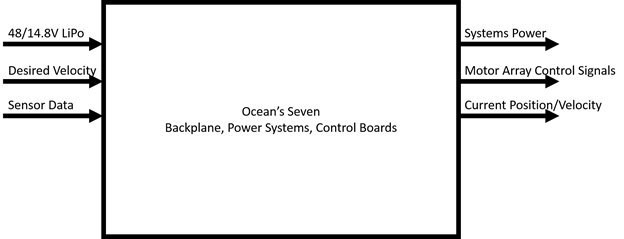 48/14.8V LiPo
Desired Velocity
Sensor Data
Ocean's Seven
Backplane, Power Systems, Control Boards
Systems Power
Motor Array Control Signals
Current Position/Velocity